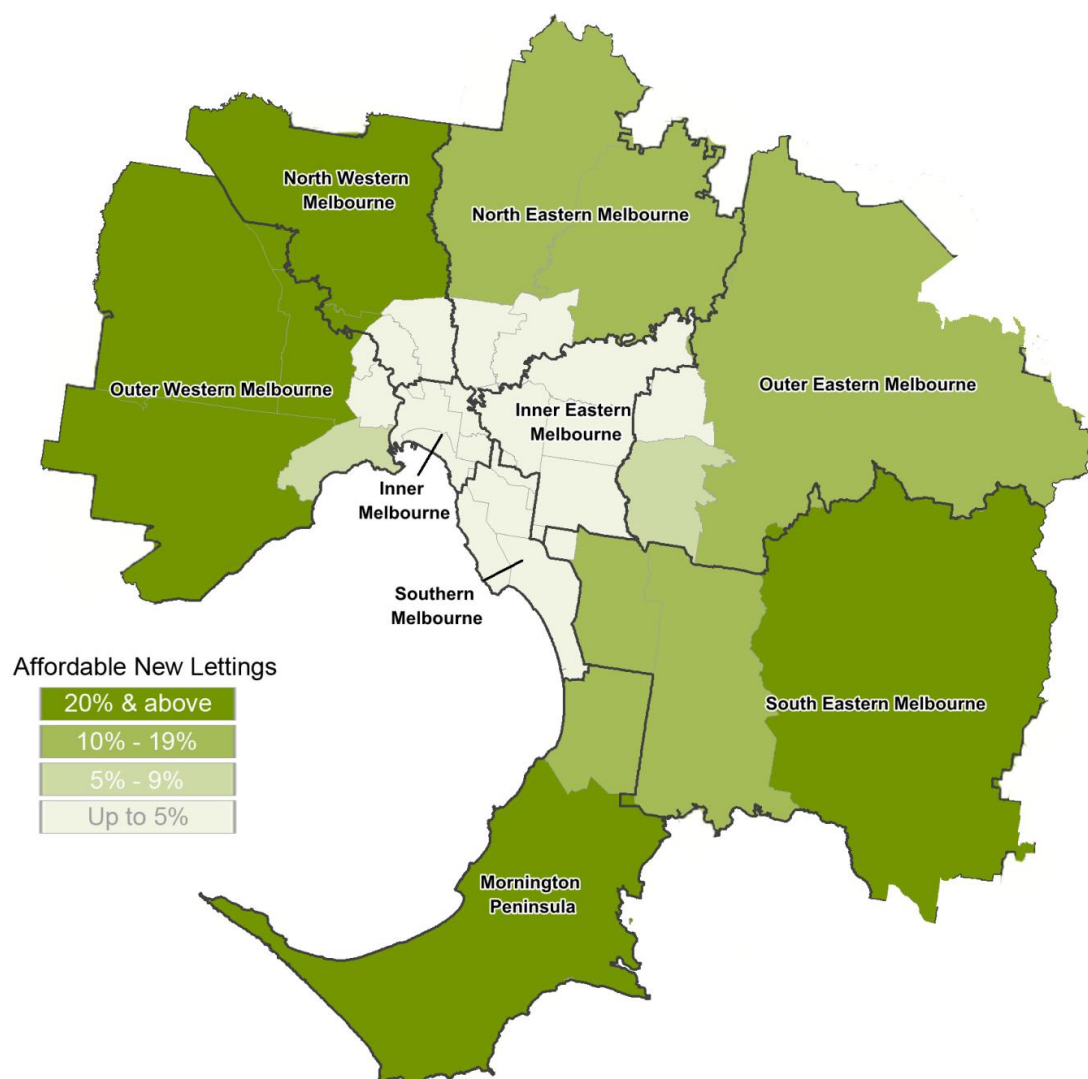 North Western
Melbourne
North Eastern Melbourne
Outer Western Melbourne
Inner Eastern
Melbourne
Outer Eastern Melbourne
Inner
Melbourne
Southern
Melbourne
Affordable New Lettings
20% & above
10% - 19%
5% - 9%
Up to 5%
South Eastern Melbourne
Mornington
Peninsula